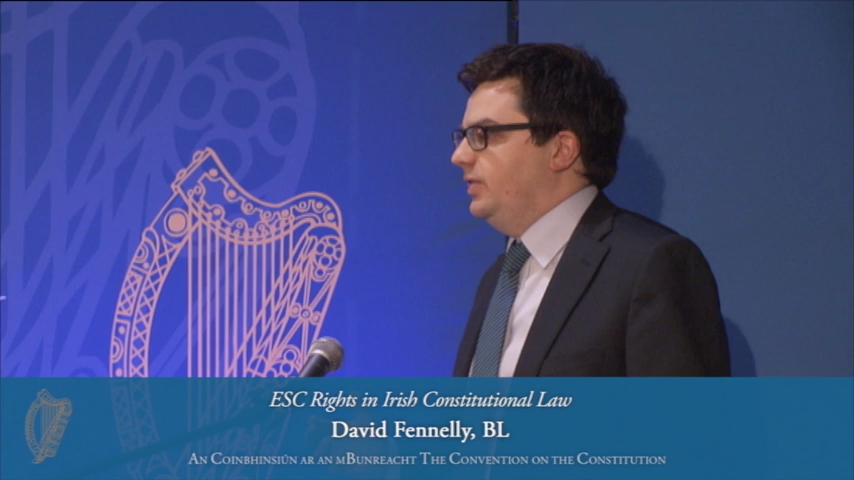 ESC Rights in Irish Constitutional Law
David Fennelly, BL
An Coinbhinsiún ar an mBunreacht The Convention on the Constitution